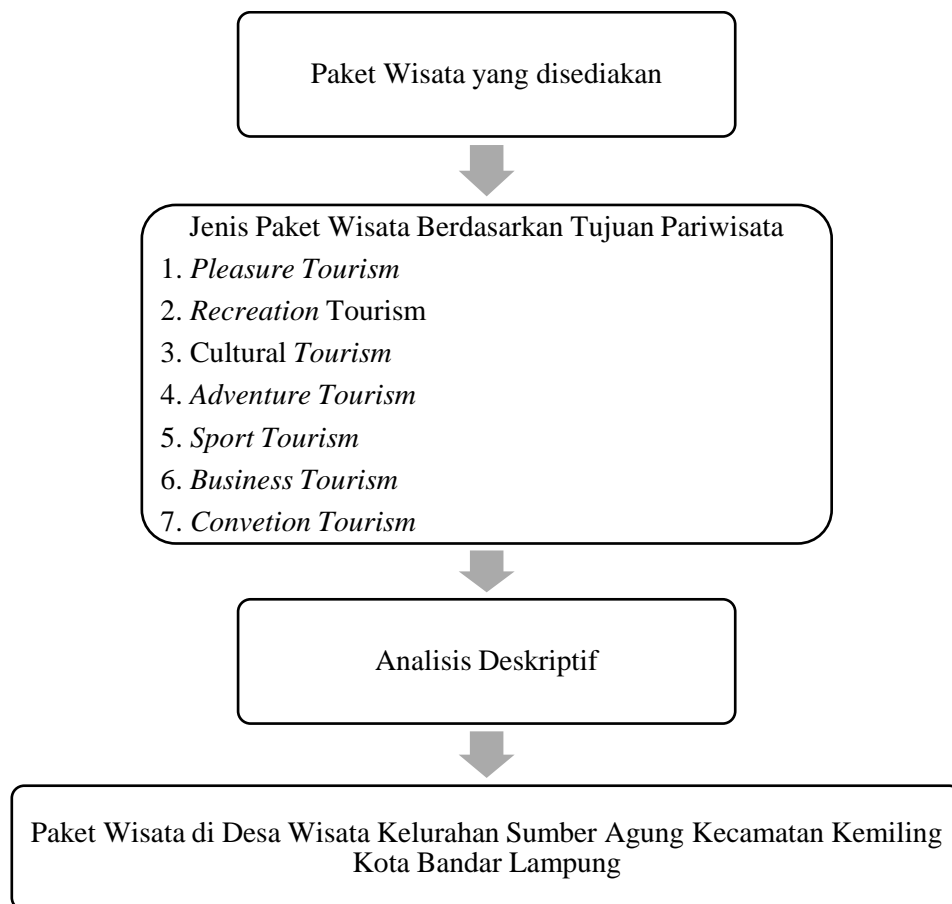 Paket Wisata yang disediakan
Jenis Paket Wisata Berdasarkan Tujuan Pariwisata
1. Pleasure Tourism
2. Recreation Tourism
3. Cultural Tourism
4. Adventure Tourism
5. Sport Tourism
6. Business Tourism
7. Convetion Tourism
Analisis Deskriptif
Paket Wisata di Desa Wisata Kelurahan Sumber Agung Kecamatan Kemiling
Kota Bandar Lampung